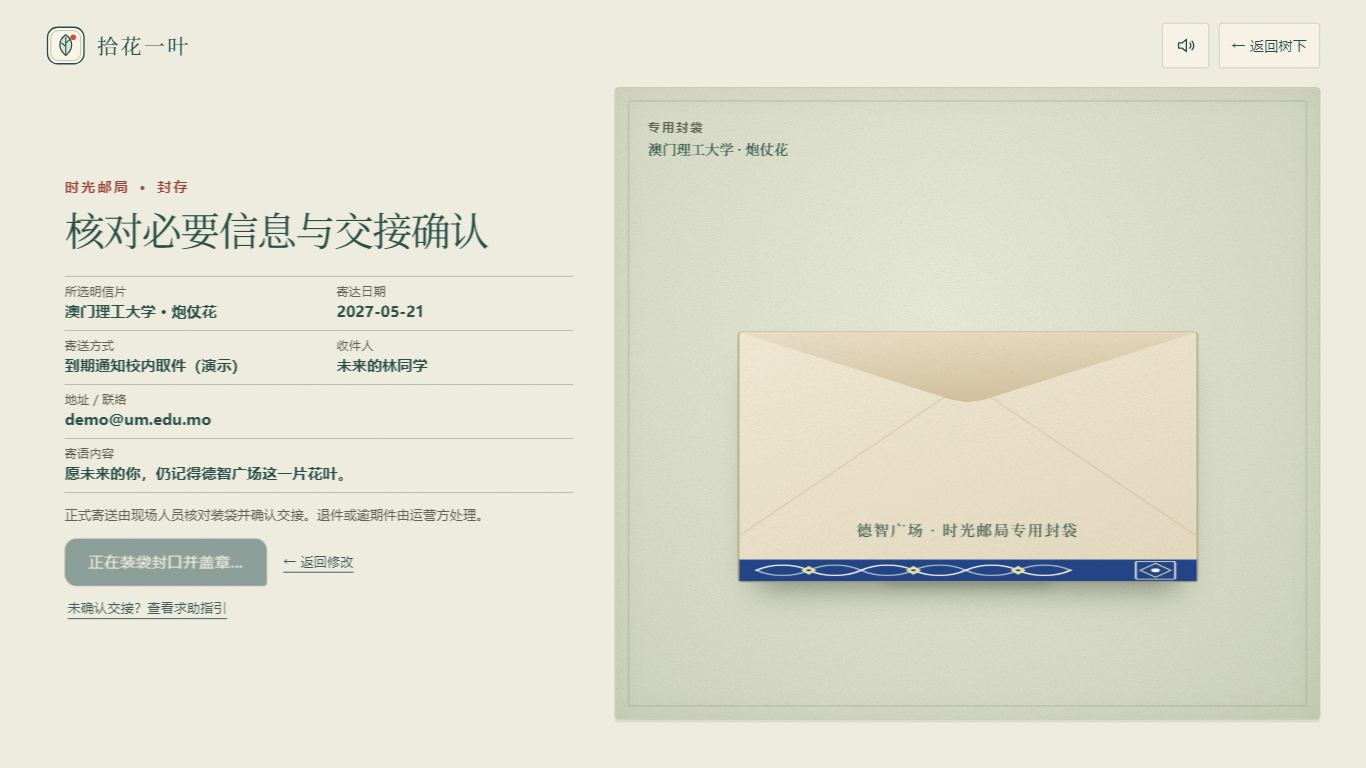 拾花一叶
← 返回树下
时光邮局 • 封存
核对必要信息与交接确认
所选明信片
澳门理工大学 • 炮仗花
寄达日期
2027-05-21
寄送方式
到期通知校内取件（演示）
收件人
未来的林同学
地址 / 联络
demo@um.edu.mo
寄语内容
愿未来的你，仍记得德智广场这一片花叶。
正式寄送由现场人员核对装袋并确认交接。退件或逾期件由运营方处理。
正在装袋封口并盖章...
← 返回修改
未确认交接？查看求助指引
专用封袋
澳门理工大学 · 炮仗花
德智广场 · 时光邮局专用封袋